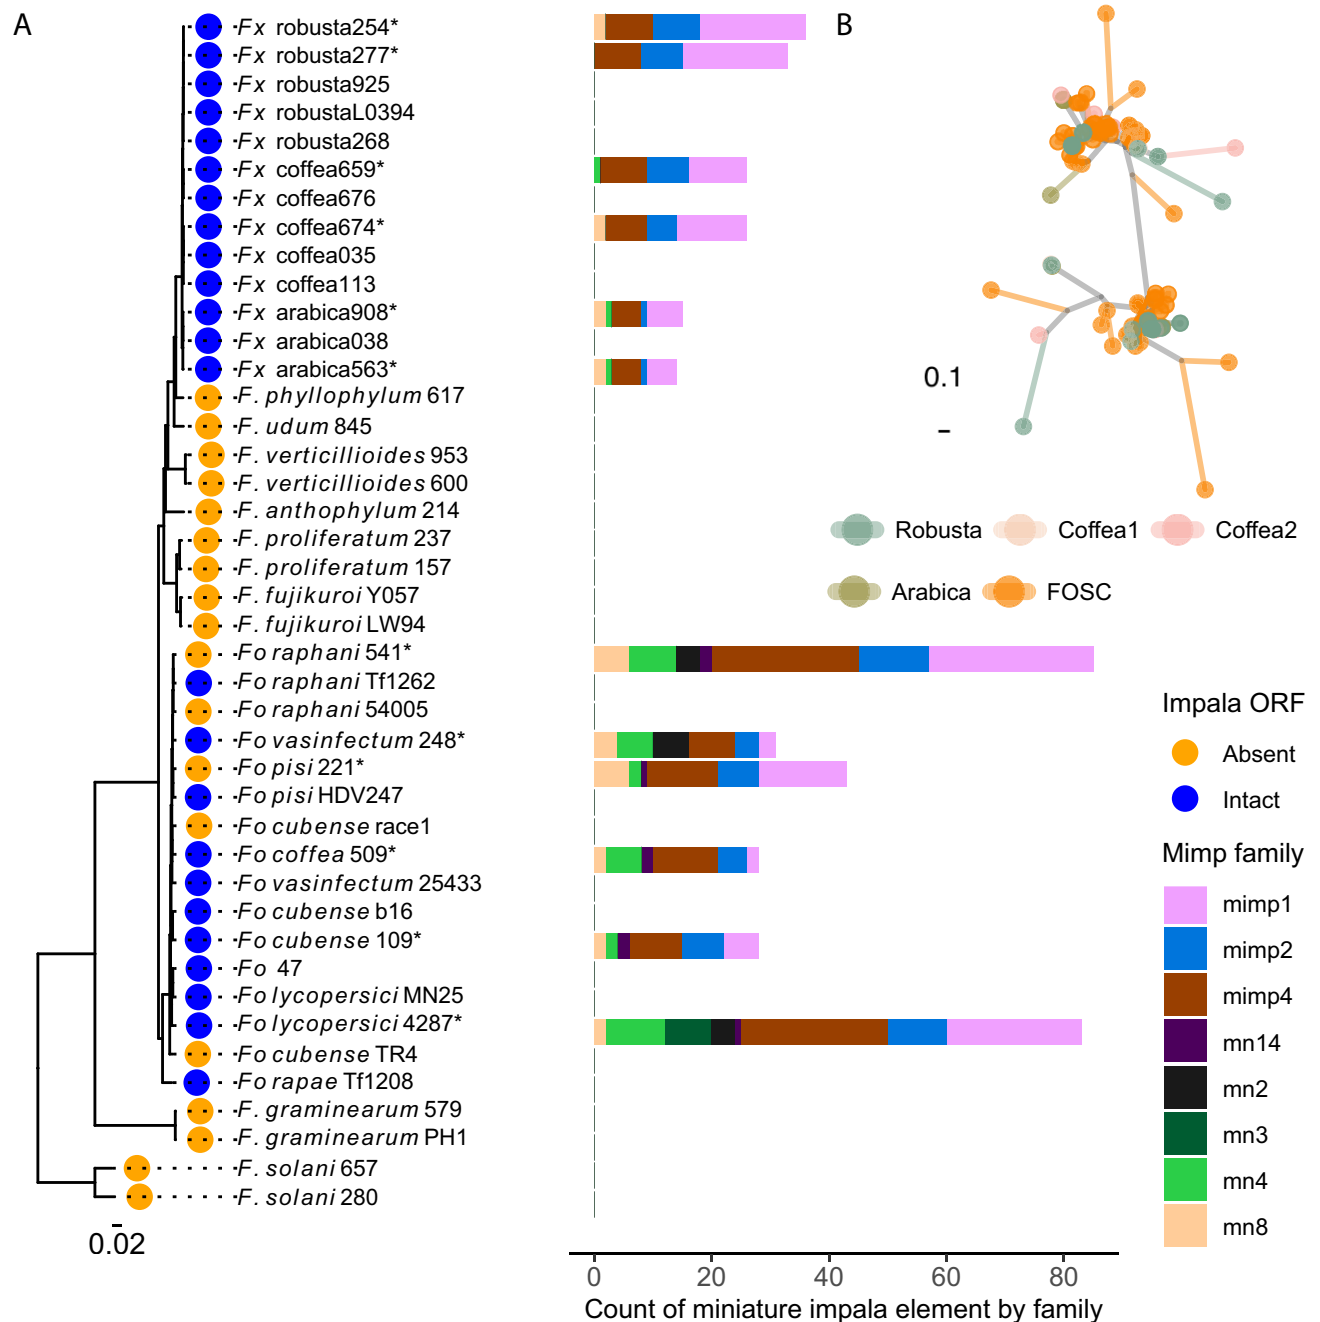 A
B
Fx robusta254*
Fx robusta277*
Fx robusta925
Fx robustaL0394
Fx robusta268
Fx coffea659*
Fx coffea676
Fx coffea674*
Fx coffea035
Fx coffea113
Fx arabica908*
Fx arabica038
Fx arabica563*
F. phyllophylum 617
F. udum 845
F. verticillioides 953
F. verticillioides 600
F. anthophylum 214
F. proliferatum 237
F. proliferatum 157
F. fujikuroi Y057
F. fujikuroi LW94
Fo raphani 541*
Fo raphani Tf1262
Fo raphani 54005
Fo vasinfectum 248*
Fo pisi 221*
Fo pisi HDV247
Fo cubense race1
Fo coffea 509*
Fo vasinfectum 25433
Fo cubense b16
Fo cubense 109*
Fo 47
Fo lycopersici MN25
Fo lycopersici 4287*
Fo cubense TR4
Fo rapae Tf1208
F. graminearum 579
F. graminearum PH1
F. solani 657
F. solani 280
0.02
0 20 40 60 80
Count of miniature impala element by family
0.1
Robusta Coffea1 Coffea2
Arabica FOSC
Impala ORF
Absent
Intact
Mimp family
mimp1
mimp2
mimp4
mn14
mn2
mn3
mn4
mn8